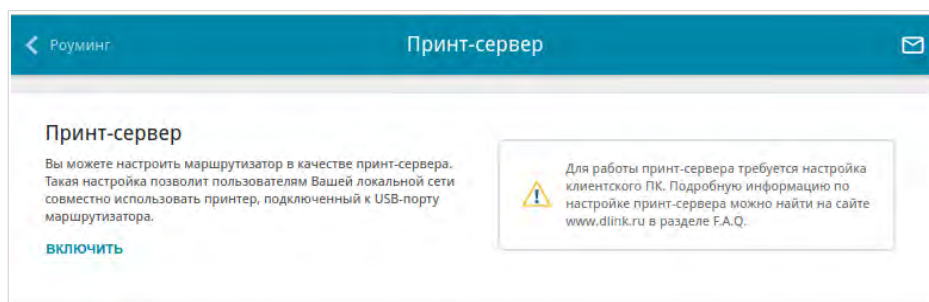 Роуминг
Принт-сервер
Принт-сервер
Вы можете настроить маршрутизатор в качестве принт-сервера.
Такая настройка позволит пользователям Вашей локальной сети
совместно использовать принтер, подключенный к USB-порту
маршрутизатора.
ВКЛЮЧИТЬ
Для работы принт-сервера требуется настройка
клиентского ПК. Подробную информацию по
настройке принт-сервера можно найти на сайте
www.dlink.ru в разделе F.A.Q.